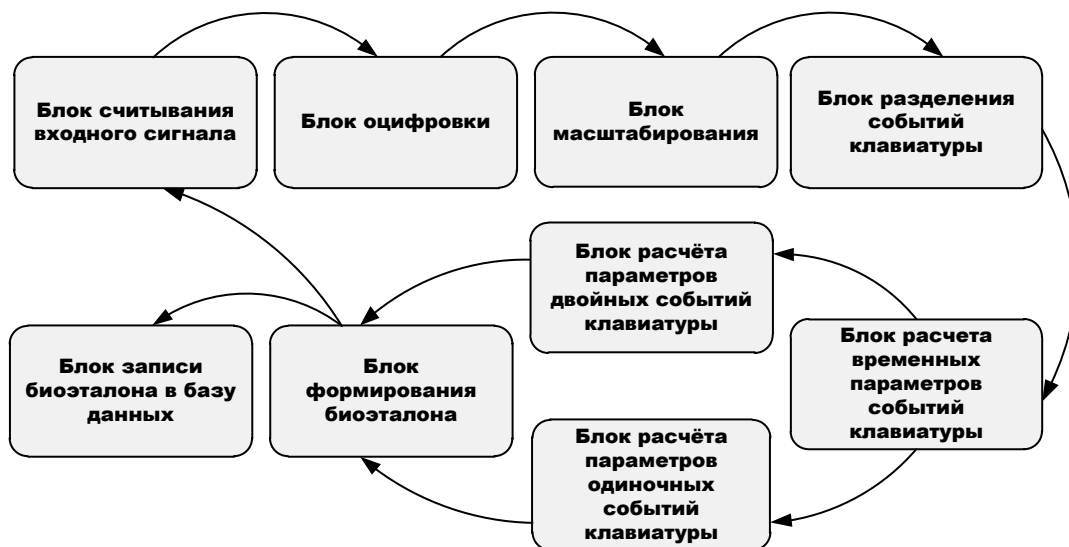 Блок считывания
входного сигнала
Блок оцифровки
Блок
масштабирования
Блок разделения
событий
клавиатуры
Блок расчёта
параметров
двойных событий
клавиатуры
Блок записи
биоэталона в базу
данных
Блок
формирования
биоэталона
Блок расчета
временных
параметров
событий
клавиатуры
Блок расчёта
параметров
одиночных
событий
клавиатуры